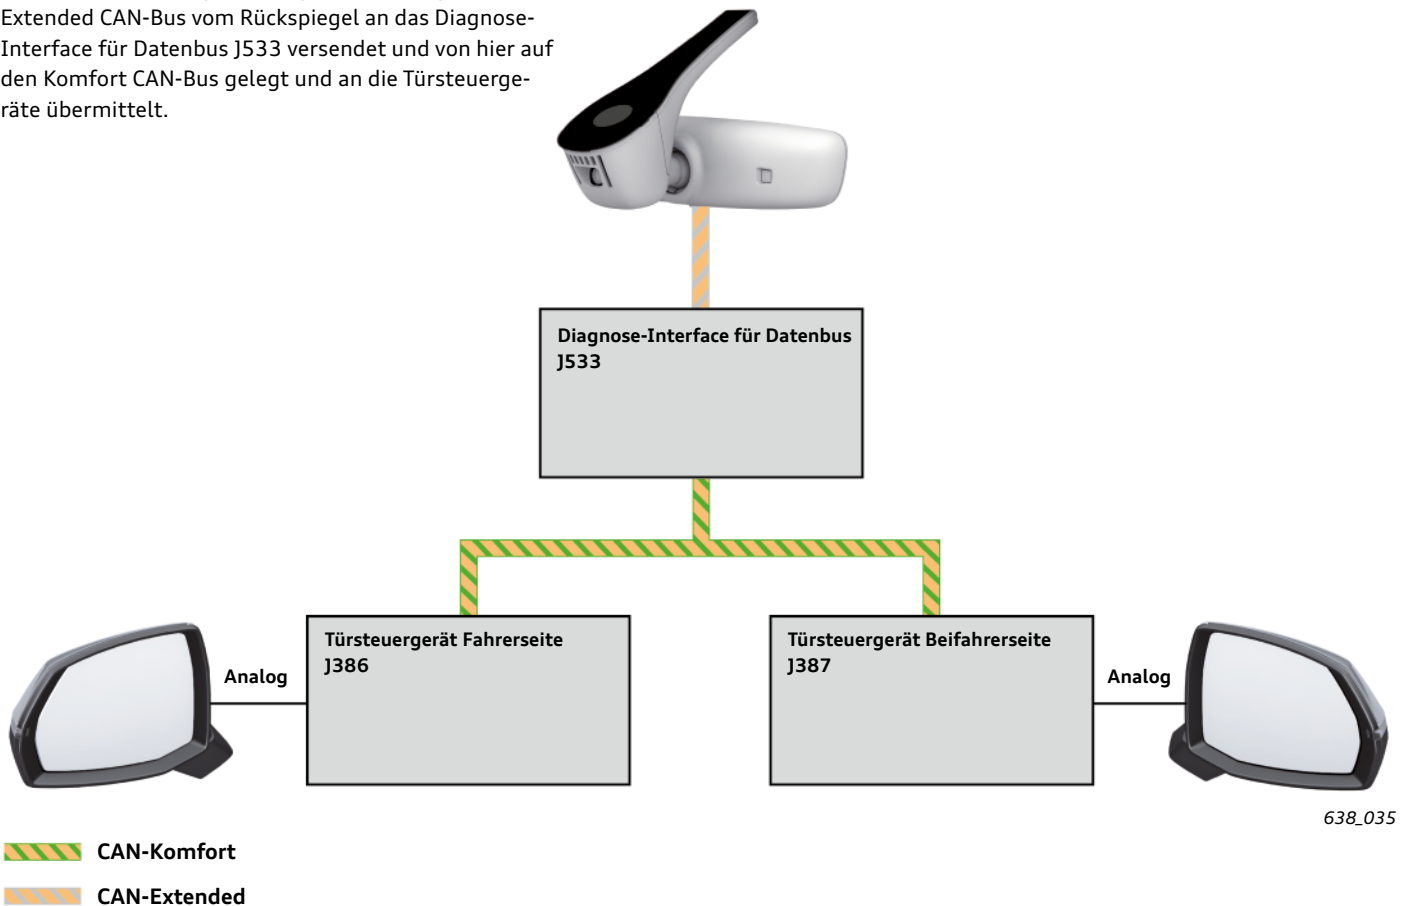 Extended CAN-Bus vom Rückspiegel an das Diagnose-
Interface für Datenbus J533 versendet und von hier auf
den Komfort CAN-Bus gelegt und an die Türsteuerge-
räte übermittelt.
Diagnose-Interface für Datenbus
J533
Türsteuergerät Fahrerseite
J386
Türsteuergerät Beifahrerseite
J387
Analog
Analog
638_035
CAN-Komfort
CAN-Extended